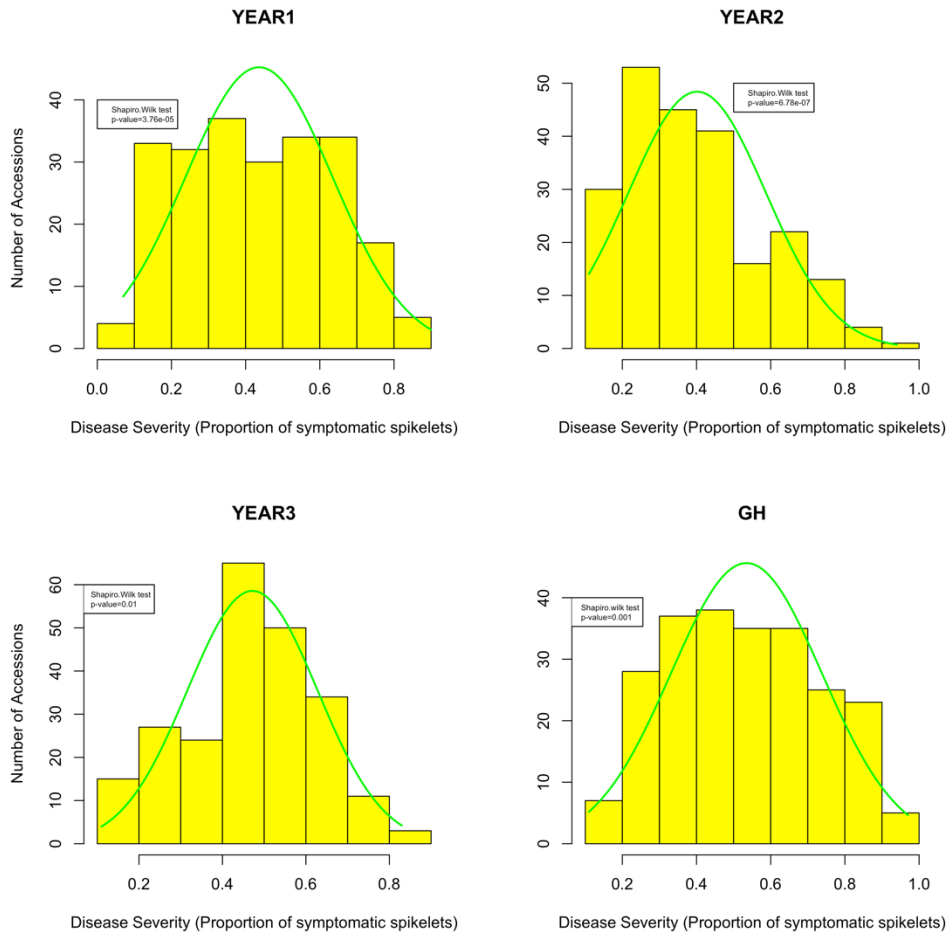 YEAR1
YEAR2
Number of Accessions
40
30
20
10
0
Shapiro.Wilk test
p-value=3.76e-05
0.0 0.2 0.4 0.6 0.8
Disease Severity (Proportion of symptomatic spikelets)
50
40
30
20
10
0
Shapiro.Wilk test
p-value=6.78e-07
0.2 0.4 0.6 0.8 1.0
Disease Severity (Proportion of symptomatic spikelets)
YEAR3
GH
Number of Accessions
60
50
40
30
20
10
0
Shapiro.Wilk test
p-value=0.01
0.2 0.4 0.6 0.8
Disease Severity (Proportion of symptomatic spikelets)
40
30
20
10
0
Shapiro.wilk test
p-value=0.001
0.2 0.4 0.6 0.8 1.0
Disease Severity (Proportion of symptomatic spikelets)